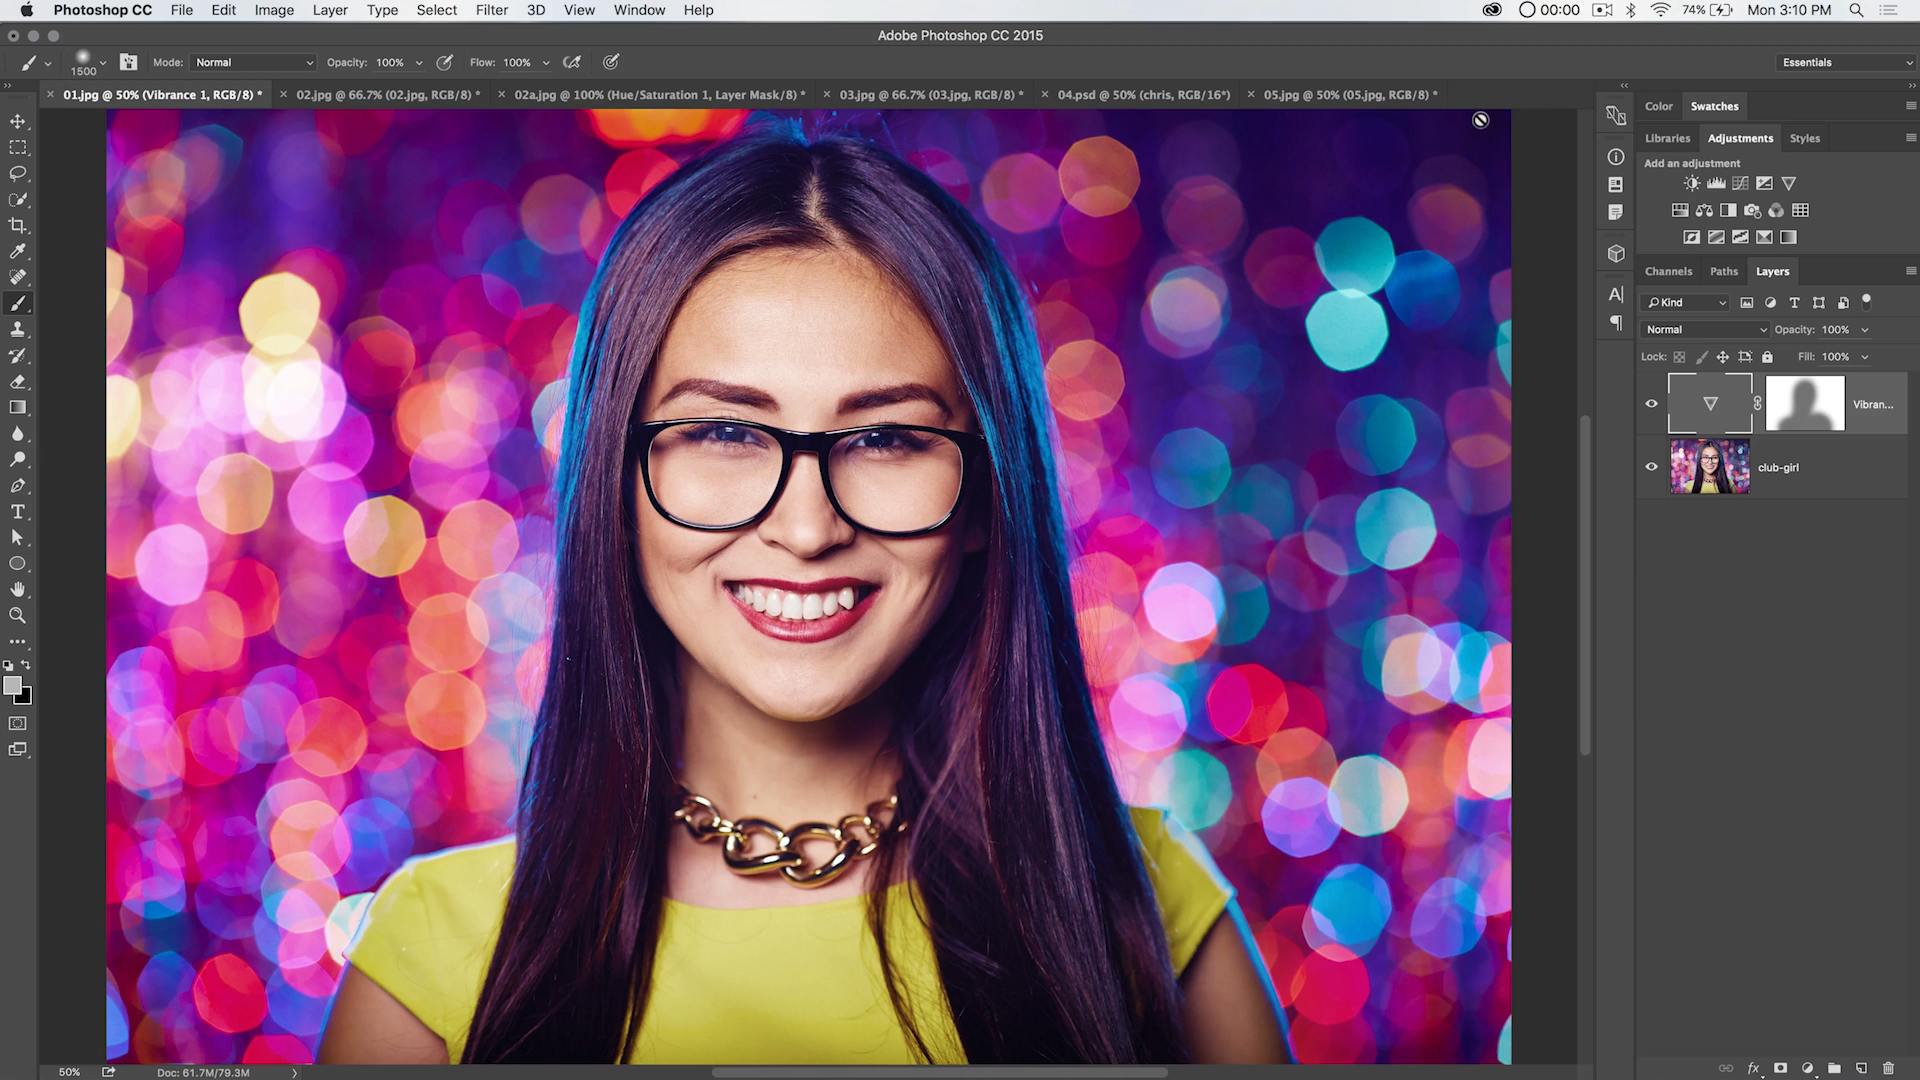 Photoshop CC File Edit Image Layer Type Select Filter 3D View Window Help 00:00 74% Mon 3:10 PM
Adobe Photoshop CC 2015
1500 Mode: Normal Opacity: 100% Flow: 100% Essentials
01.jpg @ 50% (Vibrance 1, RGB/8) * 02.jpg @ 66.7% (02.jpg, RGB/8) * 02a.jpg @ 100% (Hue/Saturation 1, Layer Mask/8) * 03.jpg @ 66.7% (03.jpg, RGB/8) * 04.psd @ 50% (chris, RGB/16*) 05.jpg @ 50% (05.jpg, RGB/8) *
Color Swatches
Libraries Adjustments Styles
Add an adjustment
Channels Paths Layers
Kind
Normal Opacity: 100%
Lock: Fill: 100%
Vibran...
club-girl
50% Doc: 61.7M/79.3M